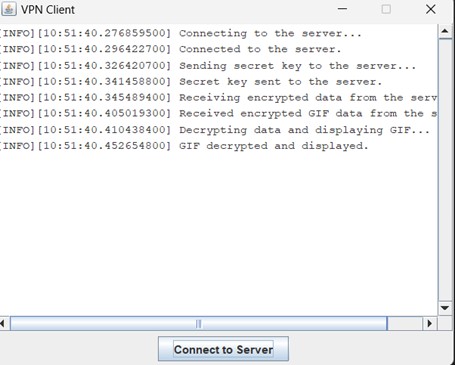 VPN Client
[INFO][10:51:40.276859500] Connecting to the server...
[INFO][10:51:40.296422700] Connected to the server.
[INFO][10:51:40.326420700] Sending secret key to the server...
[INFO][10:51:40.341458800] Secret key sent to the server.
[INFO][10:51:40.345489400] Receiving encrypted data from the serv
[INFO][10:51:40.405019300] Received encrypted GIF data from the s
[INFO][10:51:40.410438400] Decrypting data and displaying GIF...
[INFO][10:51:40.452654800] GIF decrypted and displayed.
Connect to Server